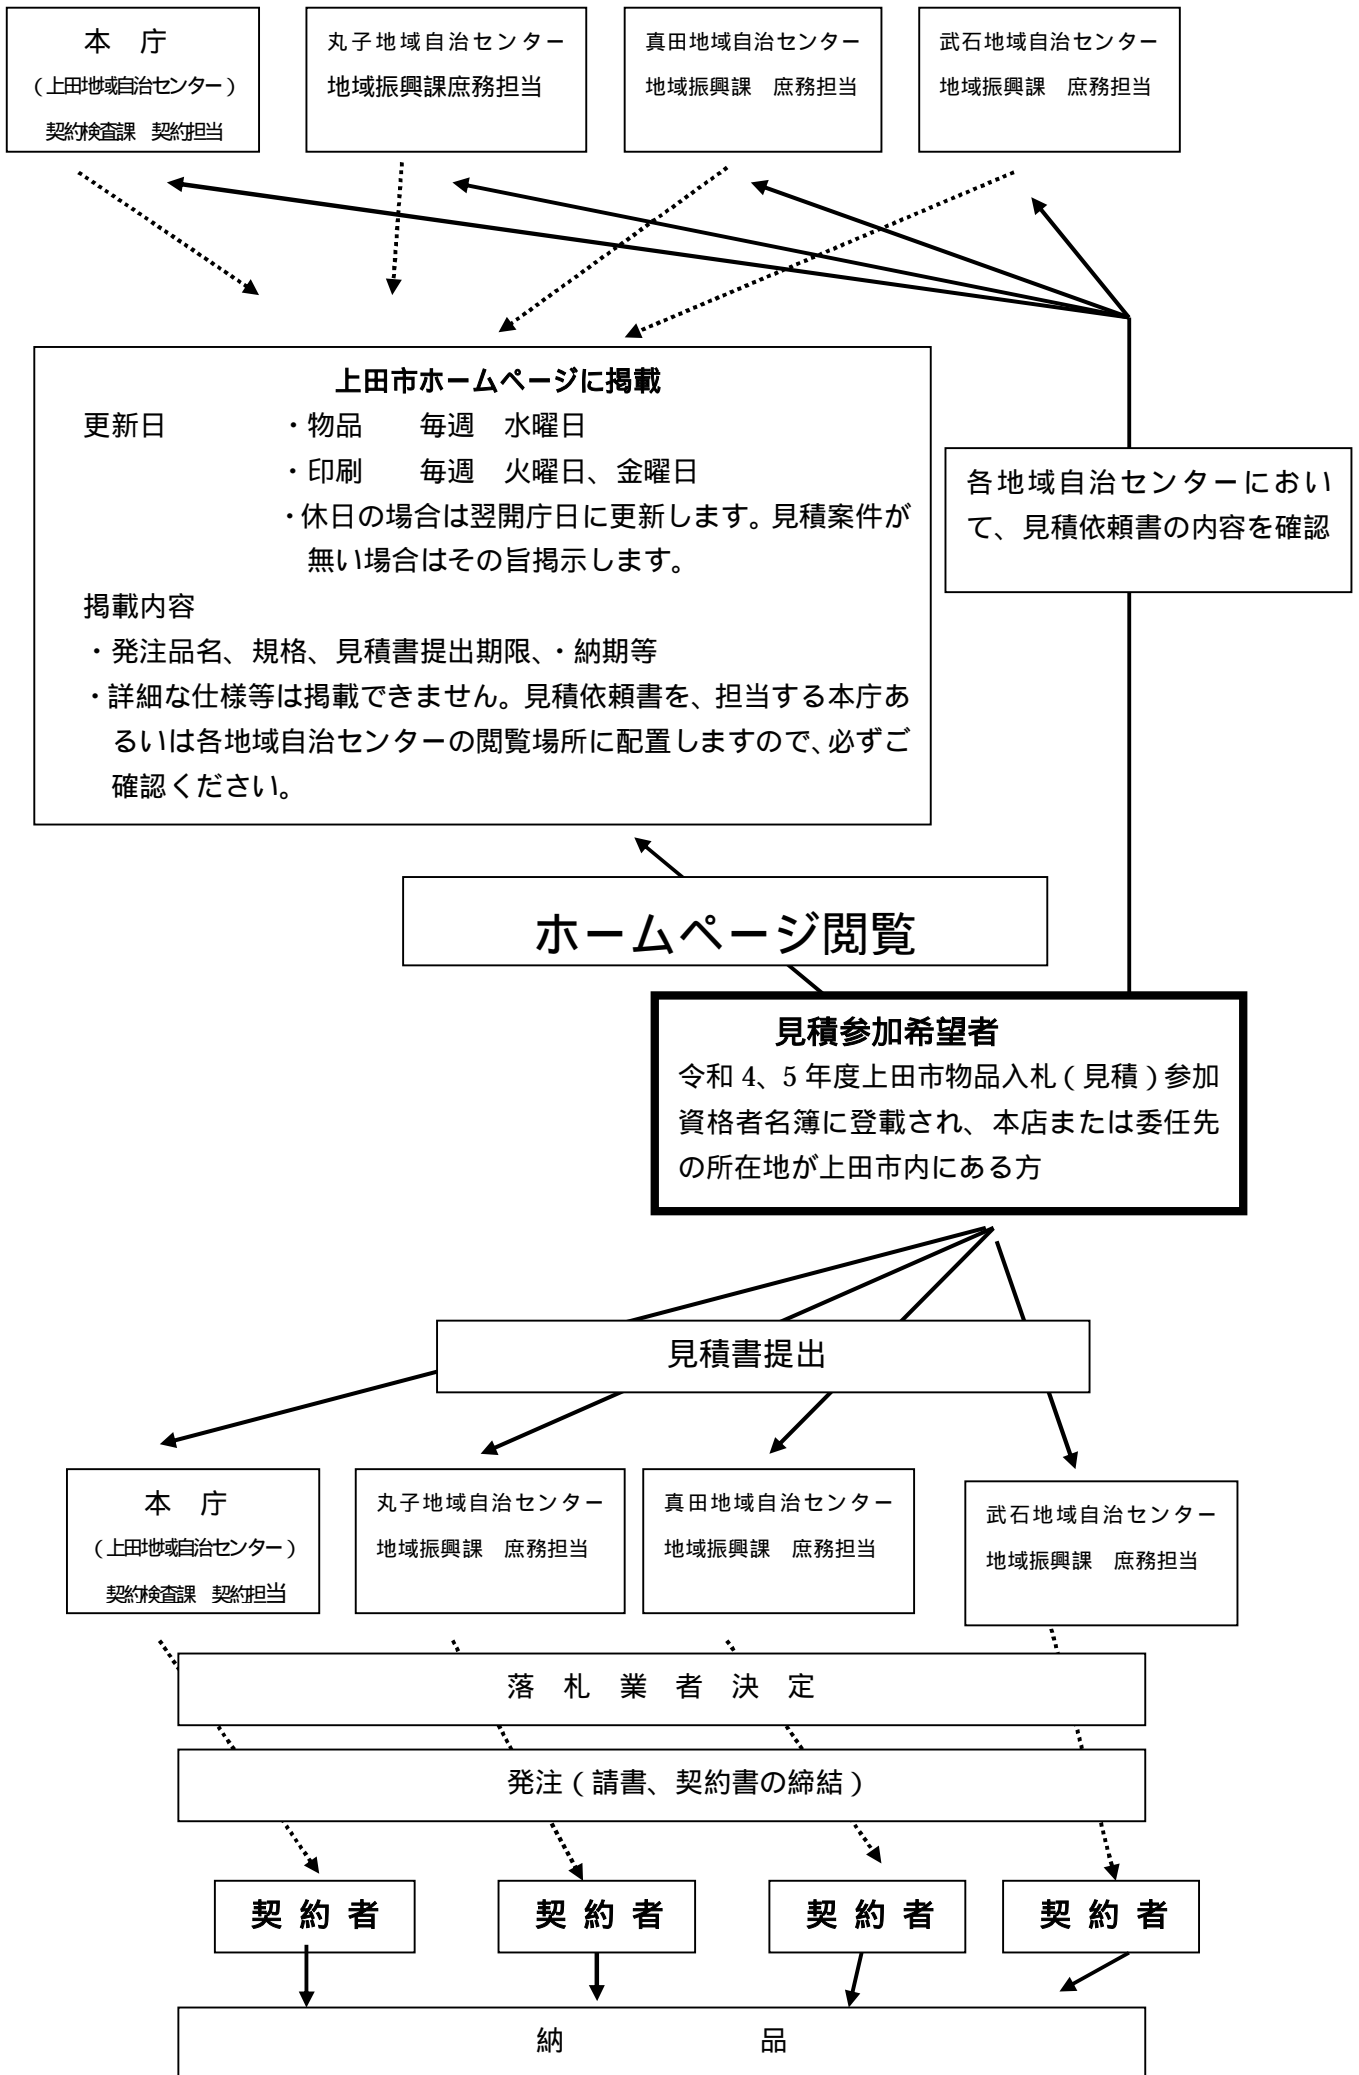 本　庁
（上田地域自治センター）
契約検査課　契約担当
丸子地域自治センター
地域振興課庶務担当
真田地域自治センター
地域振興課　庶務担当
武石地域自治センター
地域振興課　庶務担当
上田市ホームページに掲載
更新日　・物品　毎週　水曜日
・印刷　毎週　火曜日、金曜日
・休日の場合は翌開庁日に更新します。見積案件が
無い場合はその旨掲示します。
掲載内容
・発注品名、規格、見積書提出期限、・納期等
・詳細な仕様等は掲載できません。見積依頼書を、担当する本庁あ
るいは各地域自治センターの閲覧場所に配置しますので、必ずご
確認ください。
各地域自治センターにおい
て、見積依頼書の内容を確認
ホームページ閲覧
見積参加希望者
令和 4、5 年度上田市物品入札（見積）参加
資格者名簿に登載され、本店または委任先
の所在地が上田市内にある方
見積書提出
本　庁
（上田地域自治センター）
契約検査課　契約担当
丸子地域自治センター
地域振興課　庶務担当
真田地域自治センター
地域振興課　庶務担当
武石地域自治センター
地域振興課　庶務担当
落　札　業　者　決　定
発注（請書、契約書の締結）
契 約 者
契 約 者
契 約 者
契 約 者
納　　　　　　　品